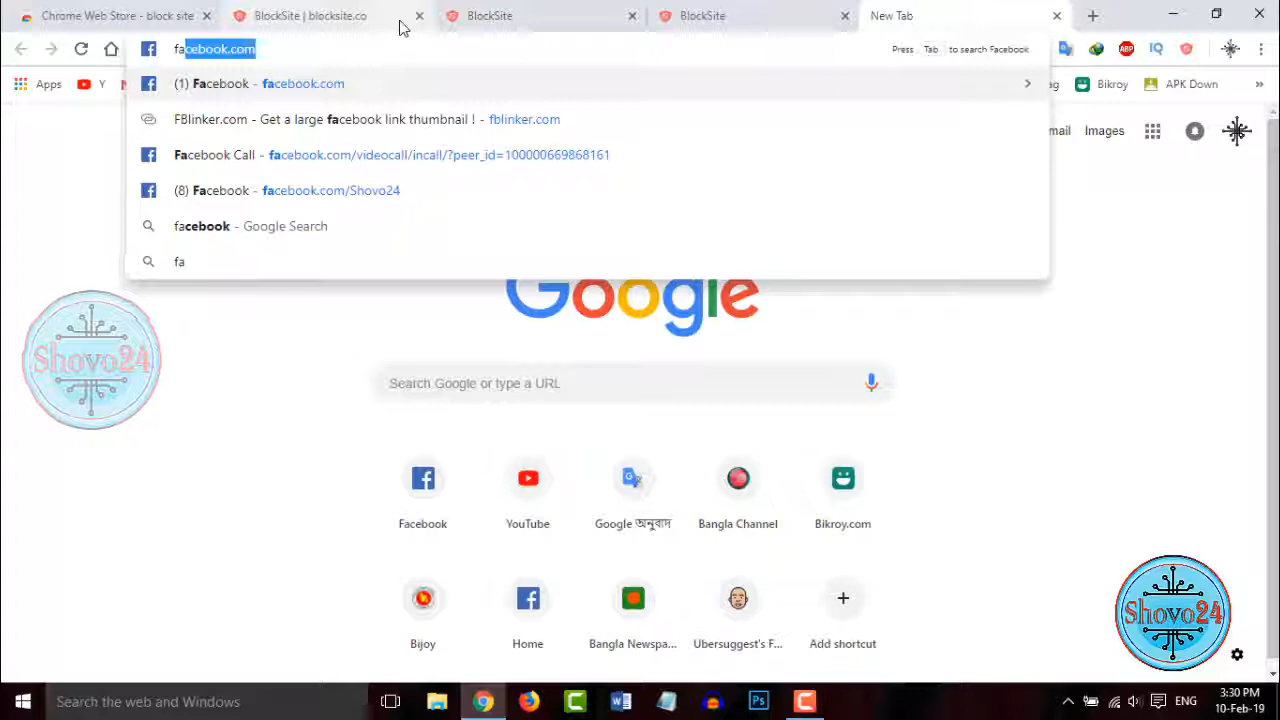 Chrome Web Store - block site
BlockSite | blocksite.co
BlockSite
BlockSite
New Tab
facebook.com
Press Tab to search Facebook
Apps
Y
(1) Facebook - facebook.com
ag
Bikroy
APK Down
»
FBlinker.com - Get a large facebook link thumbnail ! - fblinker.com
mail
Images
Facebook Call - facebook.com/videocall/incall/?peer_id=100000669868161
(8) Facebook - facebook.com/Shovo24
facebook - Google Search
fa
Google
Shovo24
Search Google or type a URL
Facebook
YouTube
Google অনুবাদ
Bangla Channel
Bikroy.com
Bijoy
Home
Bangla Newspa...
Ubersuggest's F...
Add shortcut
Shovo24
Search the web and Windows
ENG
3:30 PM
10-Feb-19